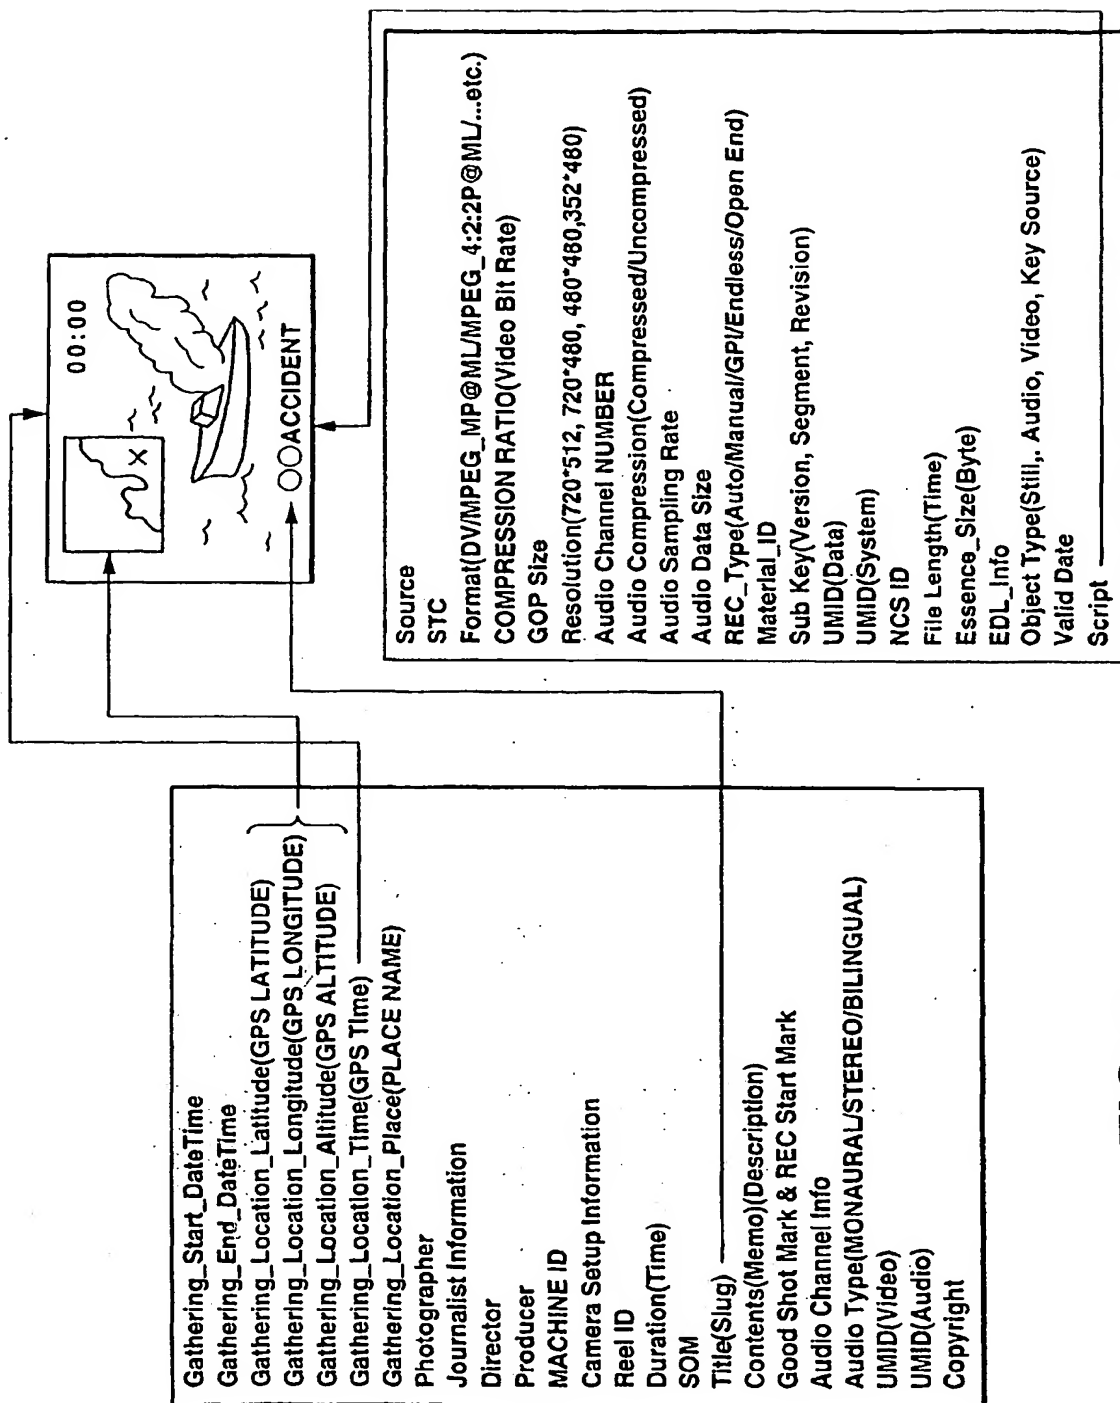 00:00
○○ACCIDENT
Gathering_Start_DateTime
Gathering_End_DateTime
Gathering_Location_Latitude(GPS LATITUDE)
Gathering_Location_Longitude(GPS LONGITUDE)
Gathering_Location_Altitude(GPS ALTITUDE)
Gathering_Location_Time(GPS Time)
Gathering_Location_Place(PLACE NAME)
Photographer
Journalist Information
Director
Producer
MACHINE ID
Camera Setup Information
Reel ID
Duration(Time)
SOM
Title(Slug)
Contents(Memo)(Description)
Good Shot Mark & REC Start Mark
Audio Channel Info
Audio Type(MONAURAL/STEREO/BILINGUAL)
UMID(Video)
UMID(Audio)
Copyright
Source
STC
Format(DV/MPEG_MP@ML/MPEG_4:2:2P@ML/...etc.)
COMPRESSION RATIO(Video Bit Rate)
GOP Size
Resolution(720*512, 720*480, 480*480,352*480)
Audio Channel NUMBER
Audio Compression(Compressed/Uncompressed)
Audio Sampling Rate
Audio Data Size
REC_Type(Auto/Manual/GPI/Endless/Open End)
Material_ID
Sub Key(Version, Segment, Revision)
UMID(Data)
UMID(System)
NCS ID
File Length(Time)
Essence_Size(Byte)
EDL_Info
Object Type(Still,. Audio, Video, Key Source)
Valid Date
Script